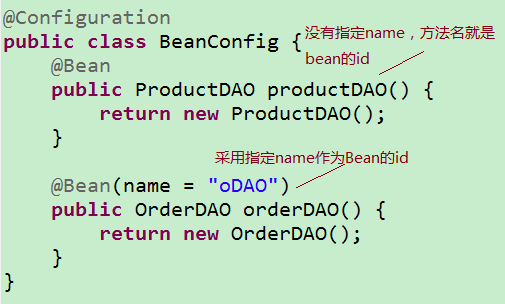 @Configuration
public class BeanConfig {
没有指定name，方法名就是
bean的id
@Bean
public ProductDAO productDAO() {
return new ProductDAO();
}
采用指定name作为Bean的id
@Bean(name = "oDAO")
public OrderDAO orderDAO() {
return new OrderDAO();
}
}